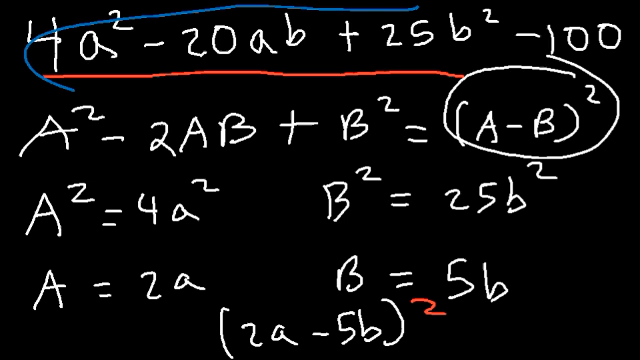 4a² - 20ab + 25b² - 100
A² - 2AB + B² = (A - B)²
A² = 4a² B² = 25b²
A = 2a B = 5b
(2a - 5b)²